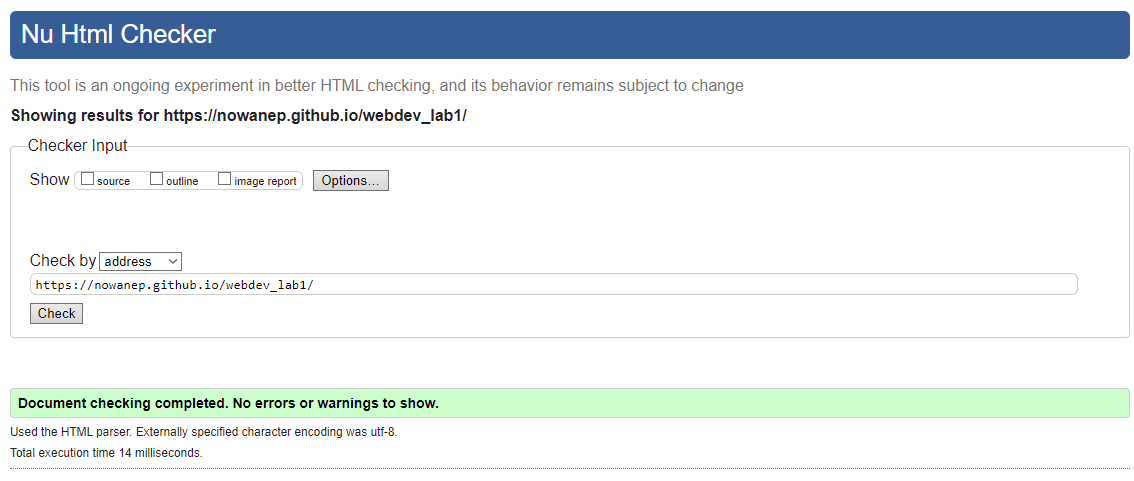 Nu Html Checker
This tool is an ongoing experiment in better HTML checking, and its behavior remains subject to change
Showing results for https://nowanep.github.io/webdev_lab1/
Checker Input
Show source outline image report Options...
Check by address
https://nowanep.github.io/webdev_lab1/
Check
Document checking completed. No errors or warnings to show.
Used the HTML parser. Externally specified character encoding was utf-8.
Total execution time 14 milliseconds.